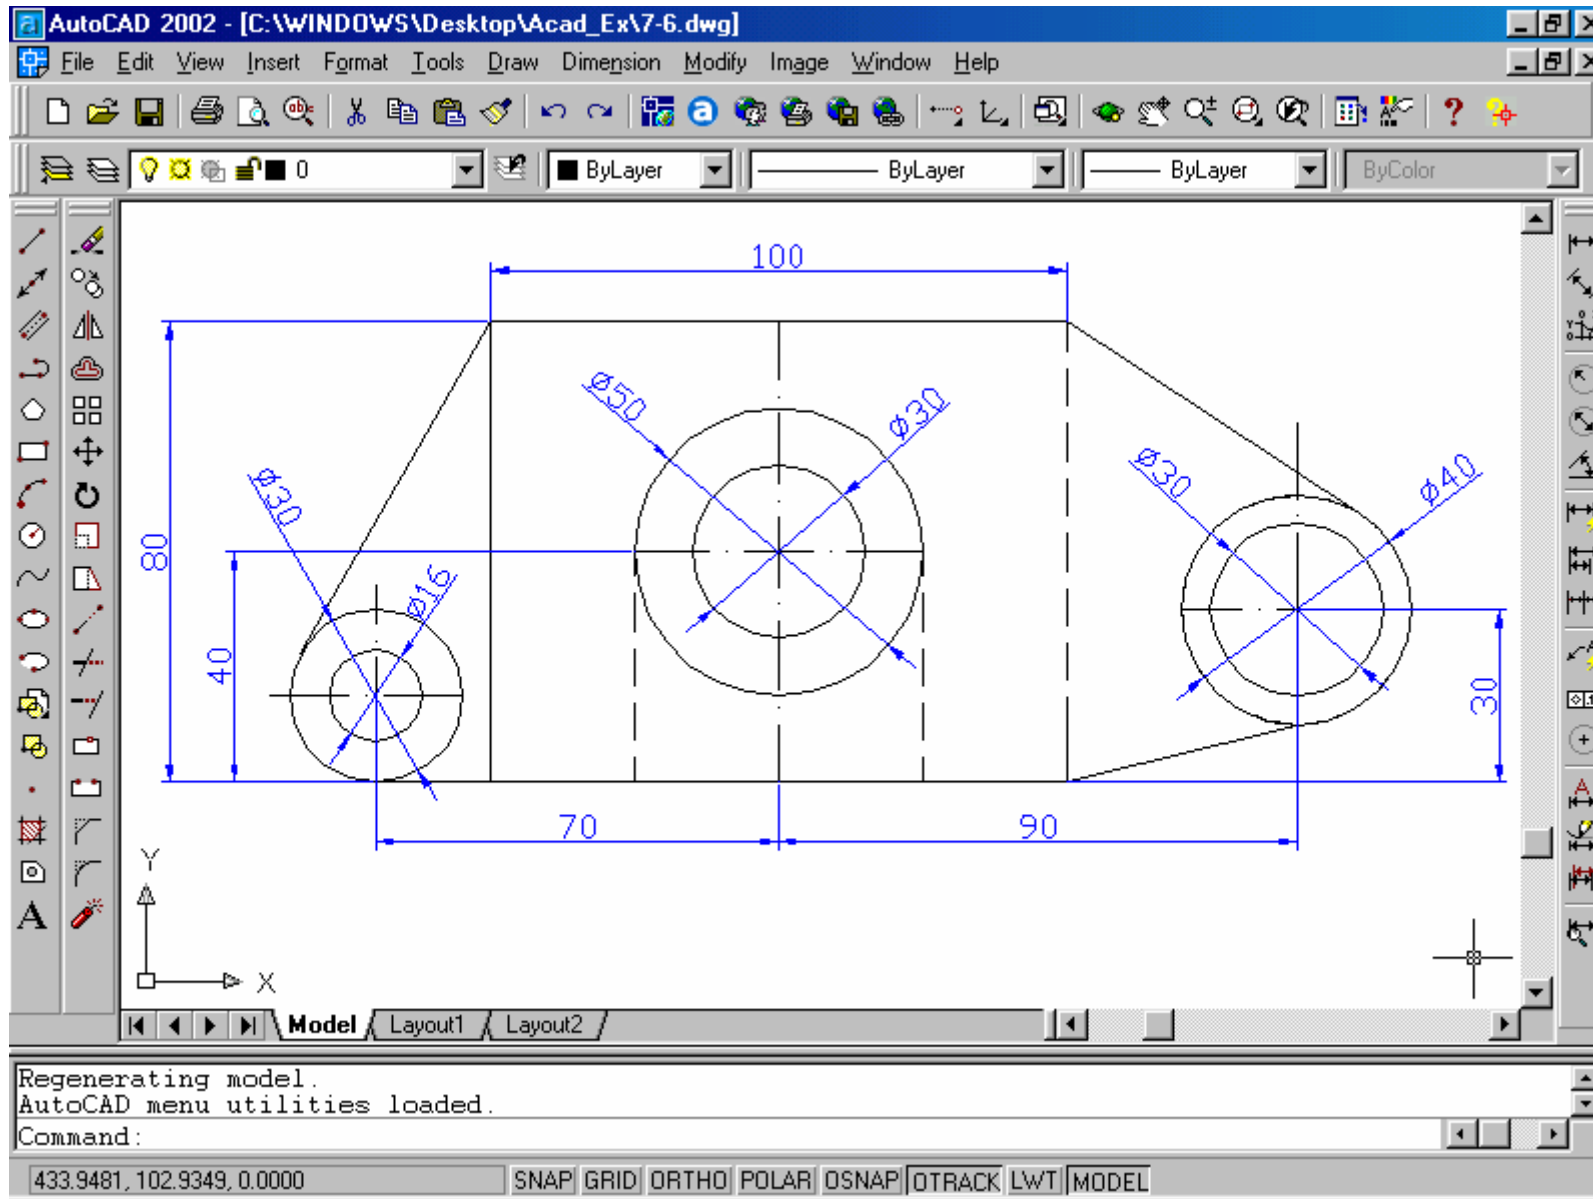 AutoCAD 2002 - [C:\WINDOWS\Desktop\Acad_Ex\7-6.dwg]
File Edit View Insert Format Tools Draw Dimension Modify Image Window Help
0 ByLayer ByLayer ByLayer ByColor
100
Ø50
Ø30
Ø30
Ø40
Ø30
80
Ø16
40
30
70
90
Y
X
Model Layout1 Layout2
Regenerating model.
AutoCAD menu utilities loaded.
Command:
433.9481, 102.9349, 0.0000 SNAP GRID ORTHO POLAR OSNAP OTRACK LWT MODEL